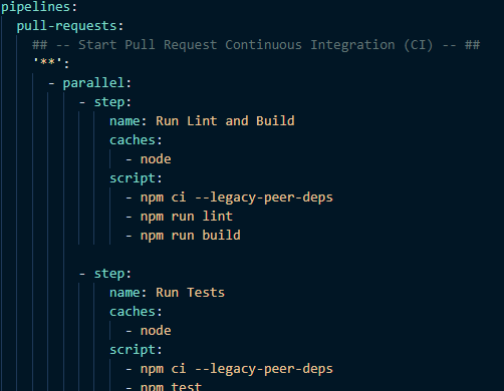 pipelines:
  pull-requests:
    ## -- Start Pull Request Continuous Integration (CI) -- ##
    '**':
      - parallel:
          - step:
              name: Run Lint and Build
              caches:
                - node
              script:
                - npm ci --legacy-peer-deps
                - npm run lint
                - npm run build

          - step:
              name: Run Tests
              caches:
                - node
              script:
                - npm ci --legacy-peer-deps
                - npm test